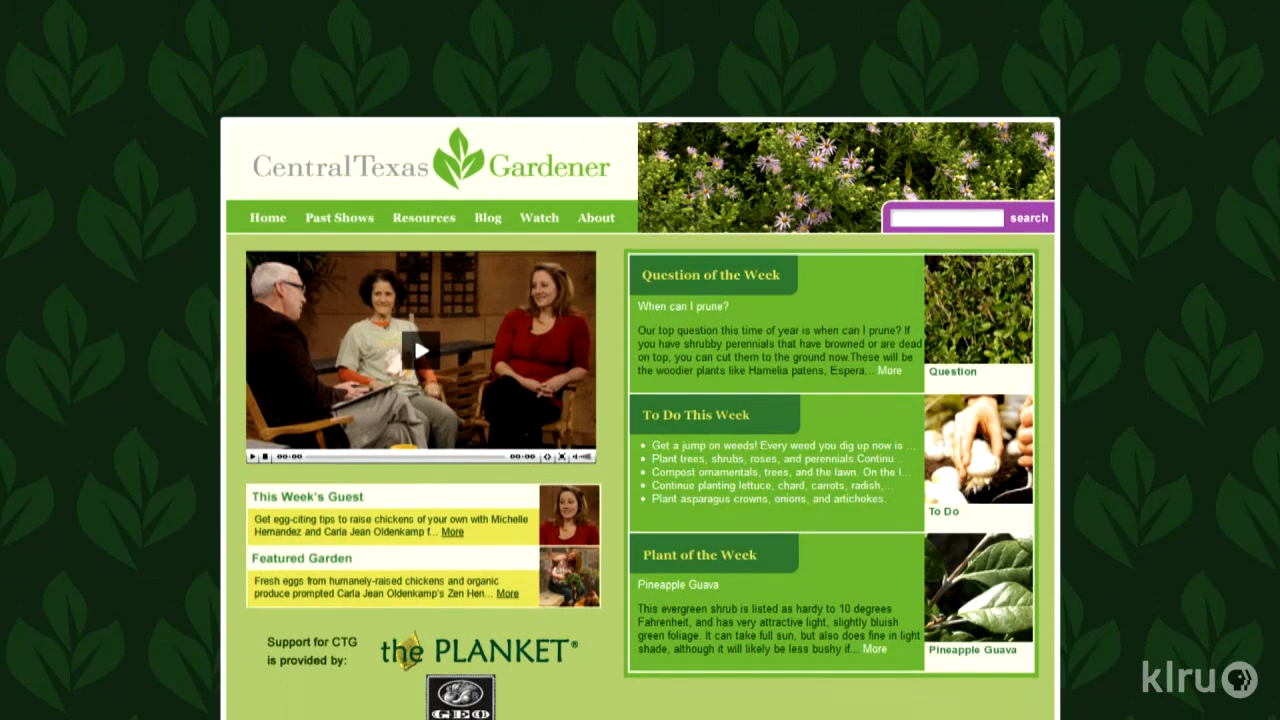 Central Texas Gardener
Home Past Shows Resources Blog Watch About
search
Question of the Week
When can I prune?
Our top question this time of year is when can I prune? If
you have shrubby perennials that have browned or are dead
on top, you can cut them to the ground now.These will be
the woodier plants like Hamelia patens, Espera... More
Question
To Do This Week
• Get a jump on weeds! Every weed you dig up now is ...
• Plant trees, shrubs, roses, and perennials.Continu...
• Compost ornamentals, trees, and the lawn. On the l...
• Continue planting lettuce, chard, carrots, radish,...
• Plant asparagus crowns, onions, and artichokes.
To Do
Plant of the Week
Pineapple Guava
This evergreen shrub is listed as hardy to 10 degrees
Fahrenheit, and has very attractive light, slightly bluish
green foliage. It can take full sun, but also does fine in light
shade, although it will likely be less bushy if... More
Pineapple Guava
00:00 00:00
This Week's Guest
Get egg-citing tips to raise chickens of your own with Michelle
Hernandez and Carla Jean Oldenkamp f... More
Featured Garden
Fresh eggs from humanely-raised chickens and organic
produce prompted Carla Jean Oldenkamp's Zen Hen... More
Support for CTG
is provided by:
the PLANKET®
GEO
klru